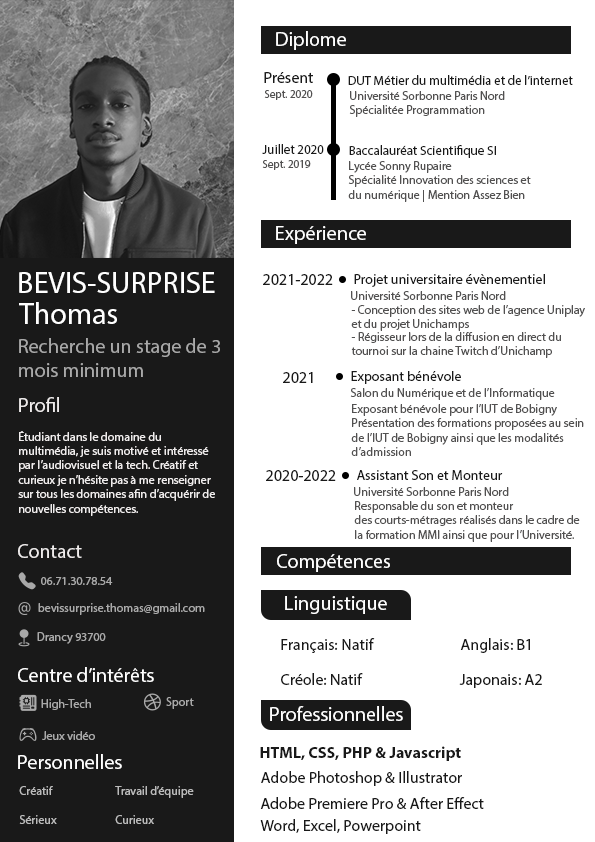 BEVIS-SURPRISE
Thomas
Recherche un stage de 3
mois minimum
Profil
Étudiant dans le domaine du
multimédia, je suis motivé et intéressé
par l'audiovisuel et la tech. Créatif et
curieux je n'hésite pas à me renseigner
sur tous les domaines afin d'acquérir de
nouvelles compétences.
Contact
06.71.30.78.54
@ bevissurprise.thomas@gmail.com
Drancy 93700
Centre d'intérêts
High-Tech
Sport
Jeux vidéo
Personnelles
Créatif Travail d'équipe
Sérieux Curieux
Diplome
Présent DUT Métier du multimédia et de l'internet
Sept. 2020 Université Sorbonne Paris Nord
Spécialitée Programmation
Juillet 2020 Baccalauréat Scientifique SI
Sept. 2019 Lycée Sonny Rupaire
Spécialité Innovation des sciences et
du numérique | Mention Assez Bien
Expérience
2021-2022 Projet universitaire évènementiel
Université Sorbonne Paris Nord
- Conception des sites web de l'agence Uniplay
et du projet Unichamps
- Régisseur lors de la diffusion en direct du
tournoi sur la chaine Twitch d'Unichamp
2021 Exposant bénévole
Salon du Numérique et de l'Informatique
Exposant bénévole pour l'IUT de Bobigny
Présentation des formations proposées au sein
de l'IUT de Bobigny ainsi que les modalités
d'admission
2020-2022 Assistant Son et Monteur
Université Sorbonne Paris Nord
Responsable du son et monteur
des courts-métrages réalisés dans le cadre de
la formation MMI ainsi que pour l'Université.
Compétences
Linguistique
Français: Natif Anglais: B1
Créole: Natif Japonais: A2
Professionnelles
HTML, CSS, PHP & Javascript
Adobe Photoshop & Illustrator
Adobe Premiere Pro & After Effect
Word, Excel, Powerpoint